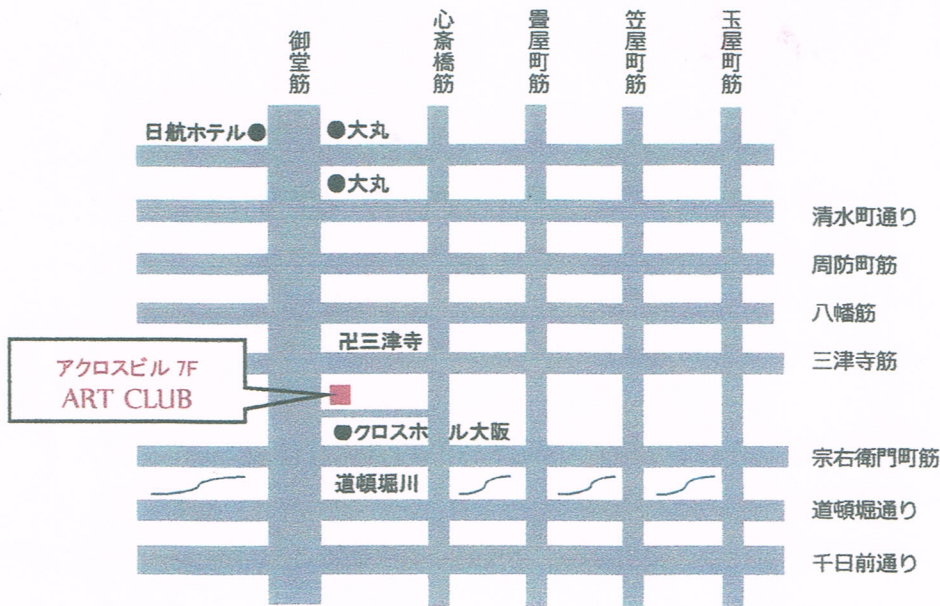 御堂筋
心斎橋筋
畳屋町筋
笠屋町筋
玉屋町筋
日航ホテル●
●大丸
●大丸
清水町通り
周防町筋
八幡筋
卍三津寺
三津寺筋
アクロスビル 7F
ART CLUB
●クロスホテル大阪
宗右衛門町筋
道頓堀川
道頓堀通り
千日前通り